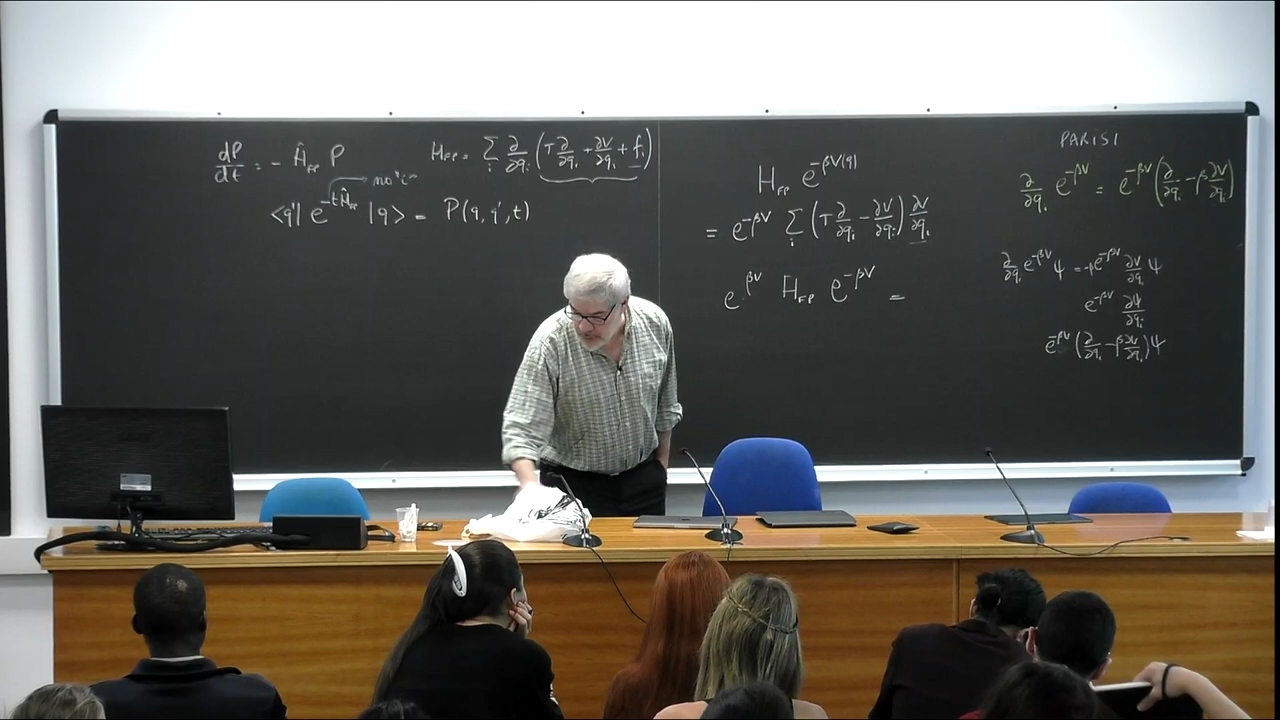 dP/dt = - Ĥ_FP P
no "i"
<q'| e^{-tĤ_FP} |q> = P(q, q', t)
H_FP = Σ_i ∂/∂q_i (T ∂/∂q_i + ∂V/∂q_i + f_i)
H_FP e^{-βV(q)}
= e^{-βV} Σ_i (T ∂/∂q_i - ∂V/∂q_i) ∂V/∂q_i
e^{βV} H_FP e^{-βV} =
PARISI
∂/∂q_i e^{-βV} = e^{-βV} (∂/∂q_i - β ∂V/∂q_i)
∂/∂q_i e^{-βV} ψ = -β e^{-βV} ∂V/∂q_i ψ
e^{-βV} ∂ψ/∂q_i
e^{-βV} (∂/∂q_i - β ∂V/∂q_i) ψ